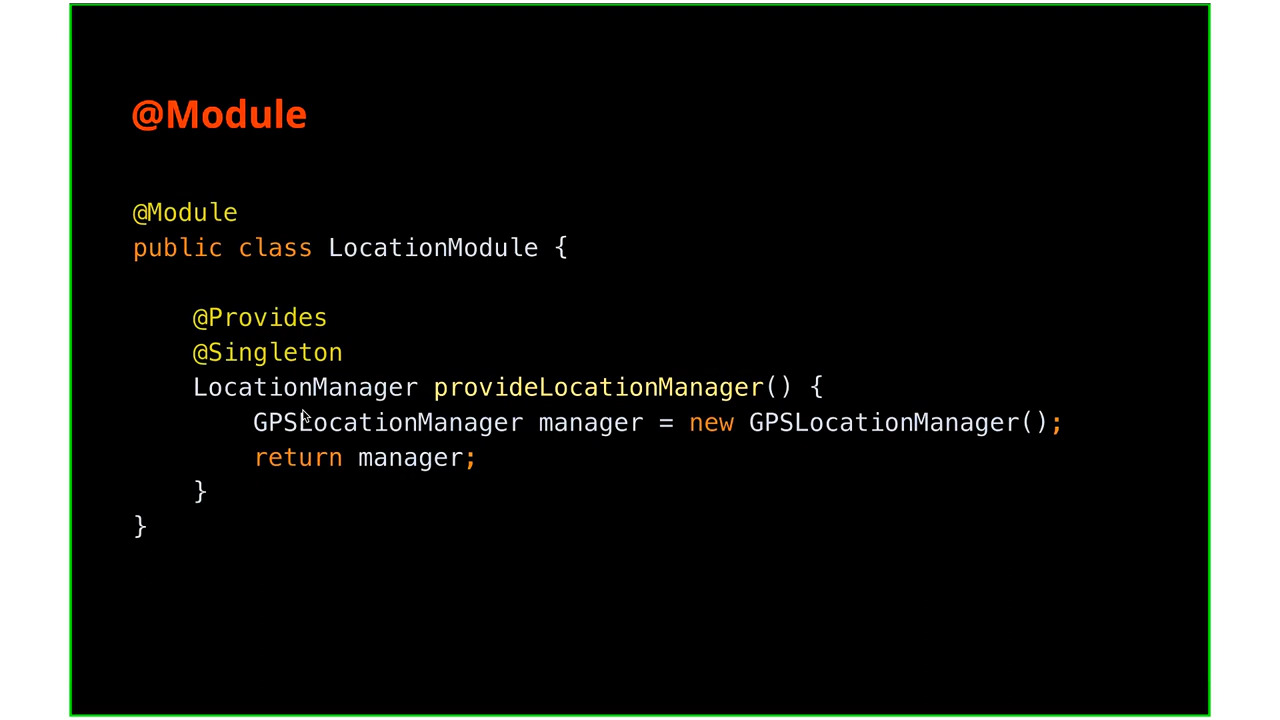 @Module
@Module
public class LocationModule {
@Provides
@Singleton
LocationManager provideLocationManager() {
GPSLocationManager manager = new GPSLocationManager();
return manager;
}
}